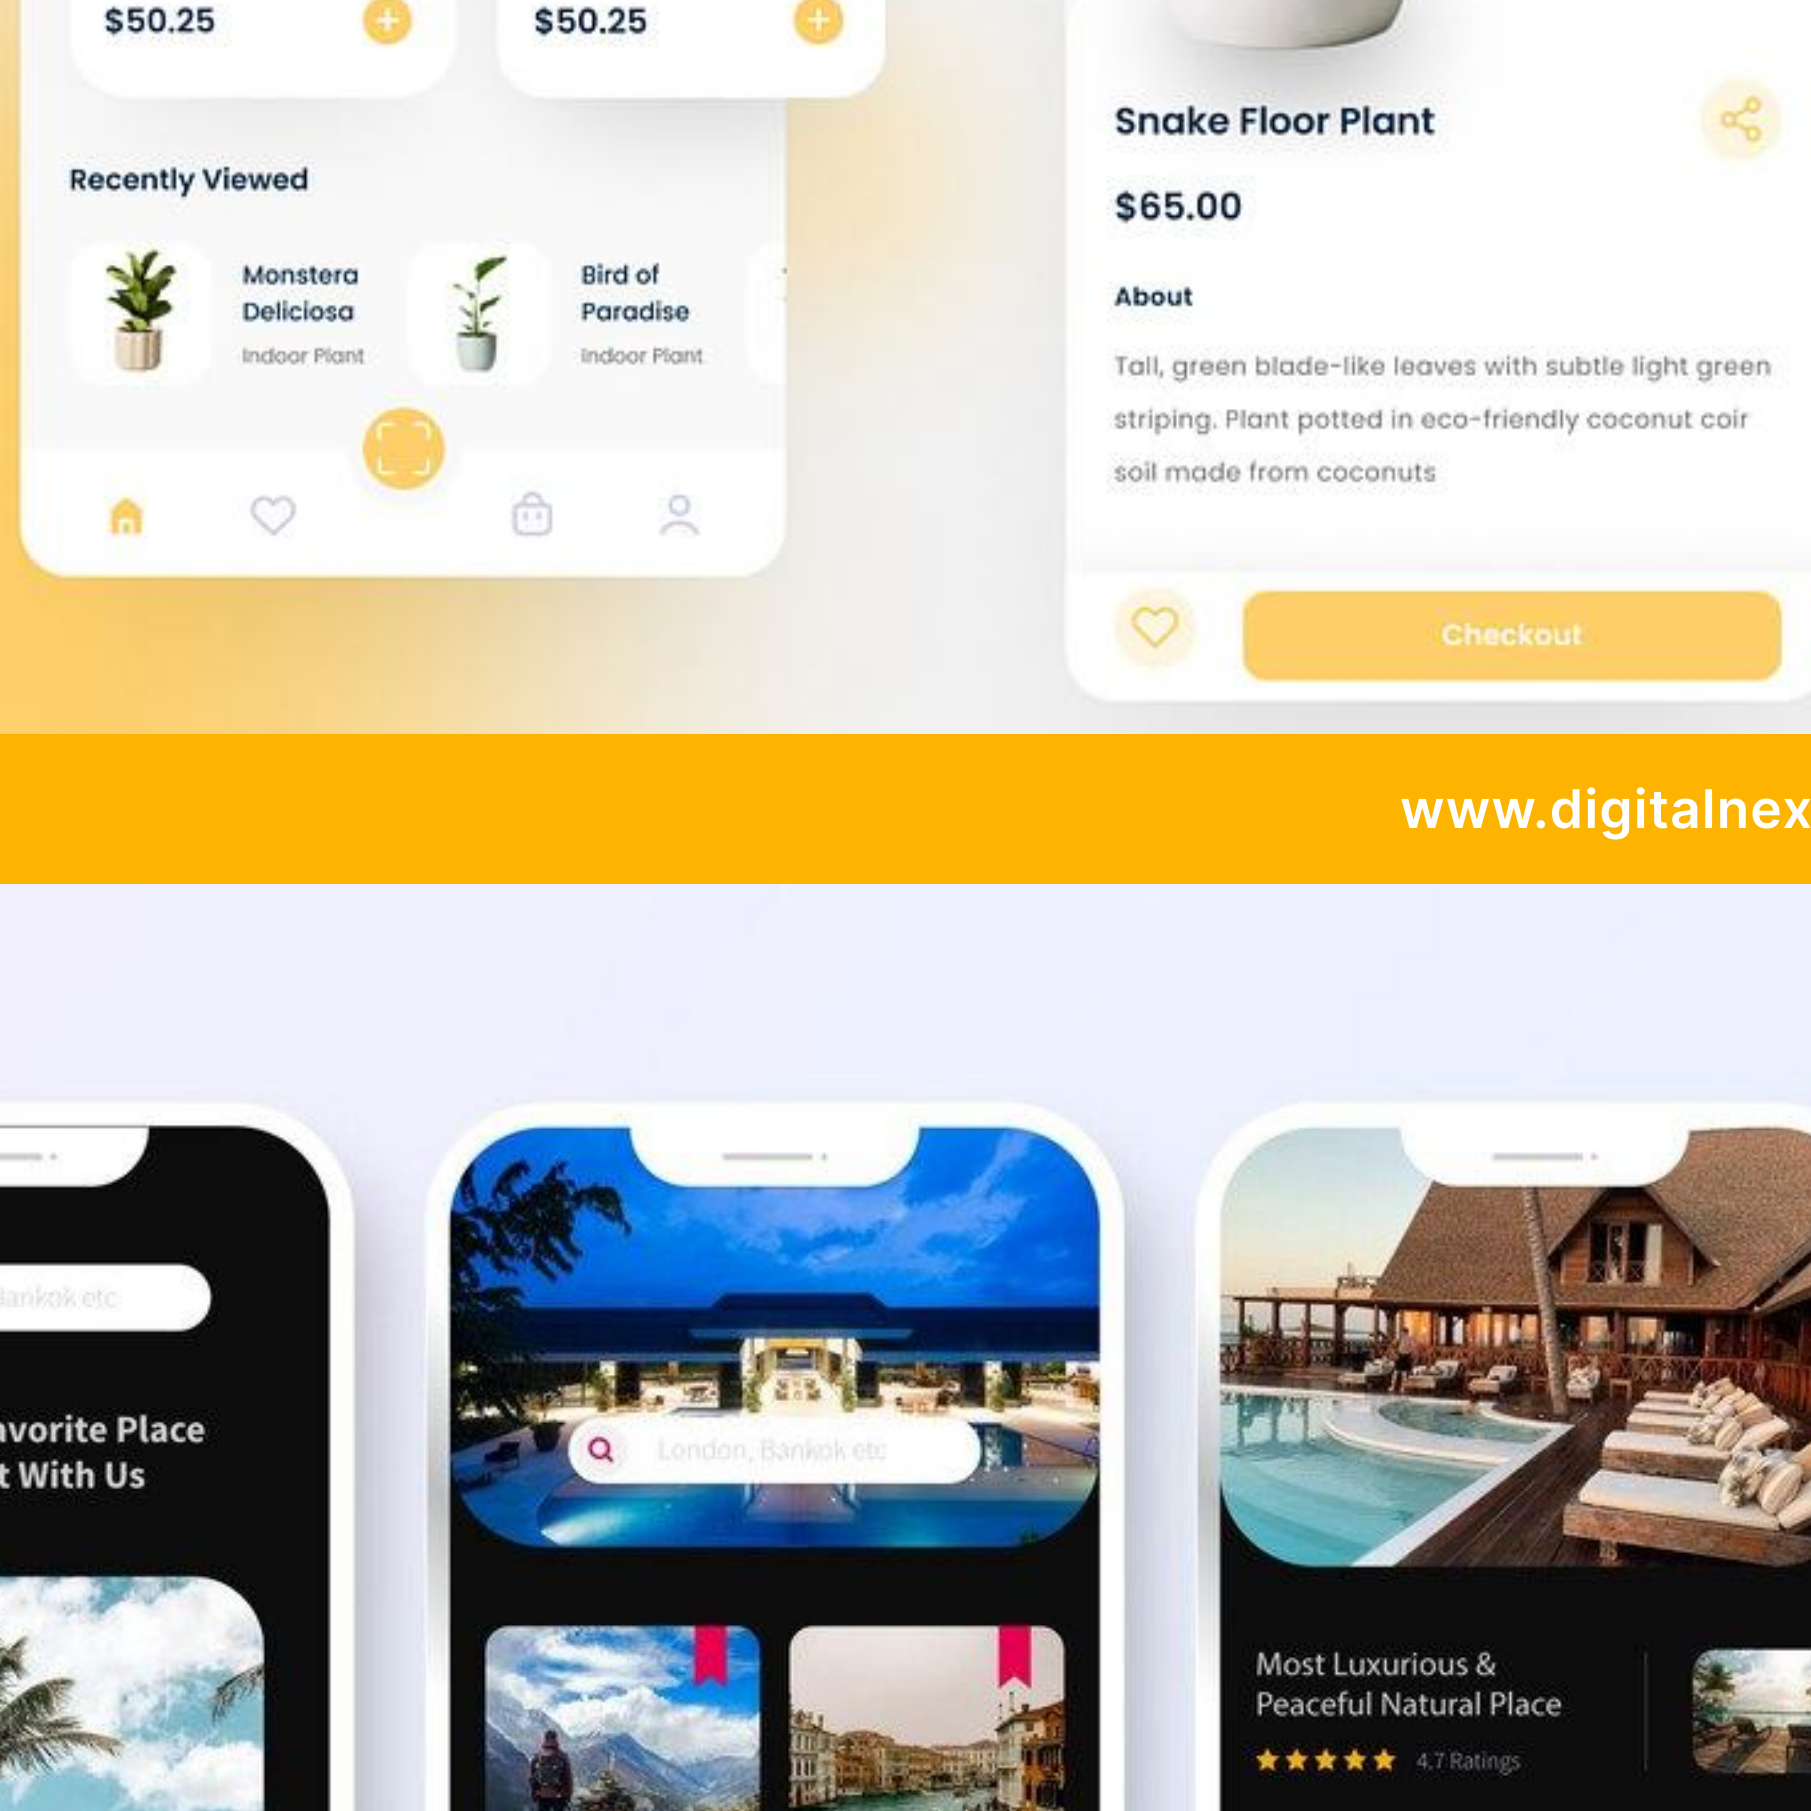 $50.25
$50.25
Recently Viewed
Monstera
Deliciosa
Indoor Plant
Bird of
Paradise
Indoor Plant
Snake Floor Plant
$65.00
About
Tall, green blade-like leaves with subtle light green
striping. Plant potted in eco-friendly coconut coir
soil made from coconuts
Checkout
www.digitalnex
ankok etc
avorite Place
t With Us
London, Bankok etc
Most Luxurious &
Peaceful Natural Place
4.7 Ratings